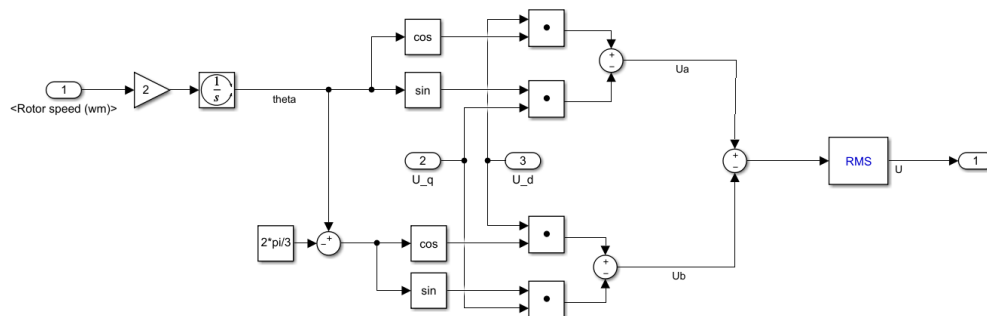 cos
1
2
1
s
theta
sin
Ua
<Rotor speed (wm)>
2
U_q
3
U_d
RMS
U
1
2*pi/3
cos
sin
Ub